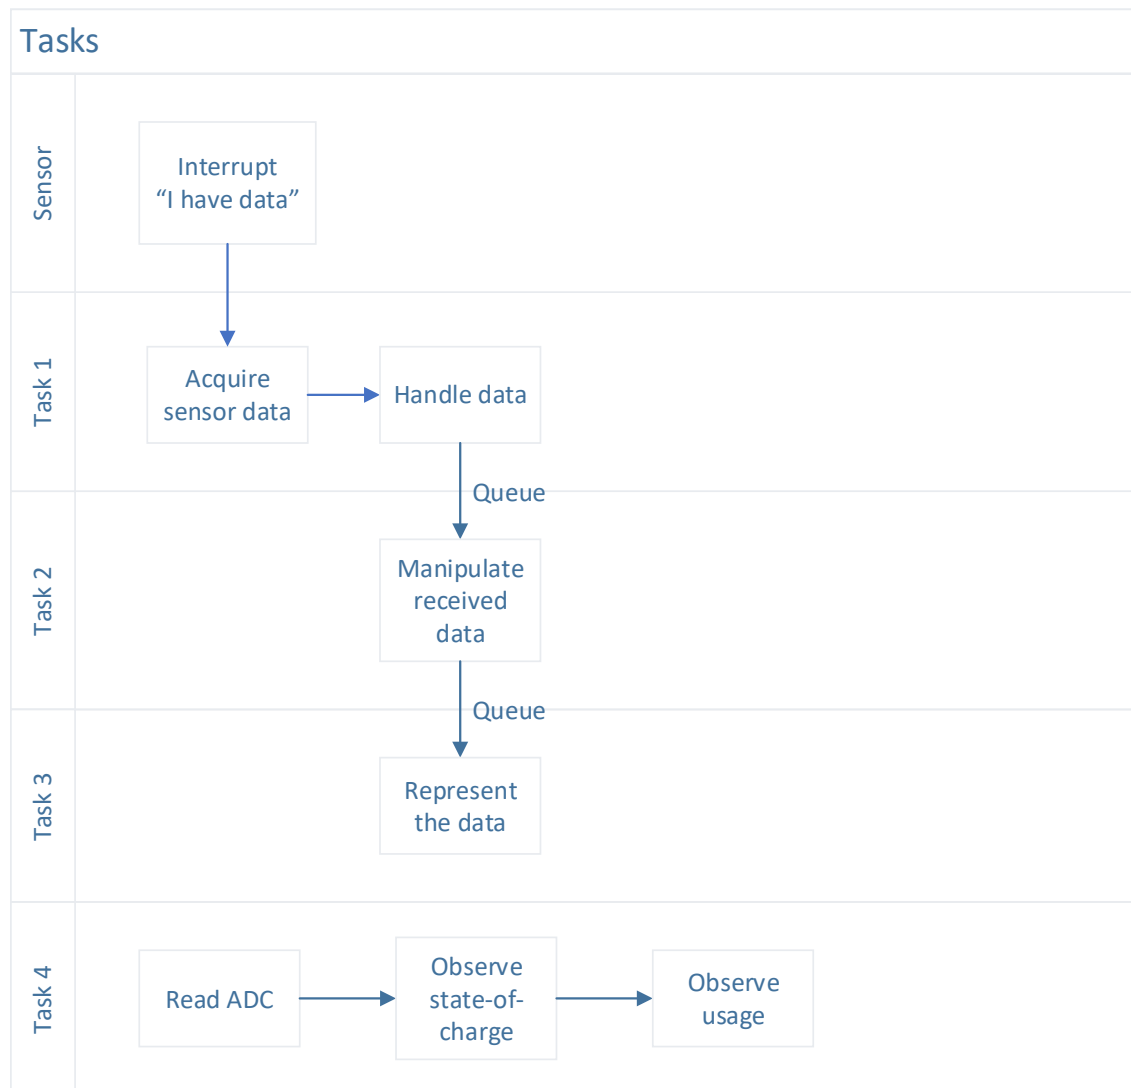 Tasks
Sensor
Interrupt
“I have data”
Task 1
Acquire
sensor data
Handle data
Queue
Task 2
Manipulate
received
data
Queue
Task 3
Represent
the data
Task 4
Read ADC
Observe
state-of-
charge
Observe
usage